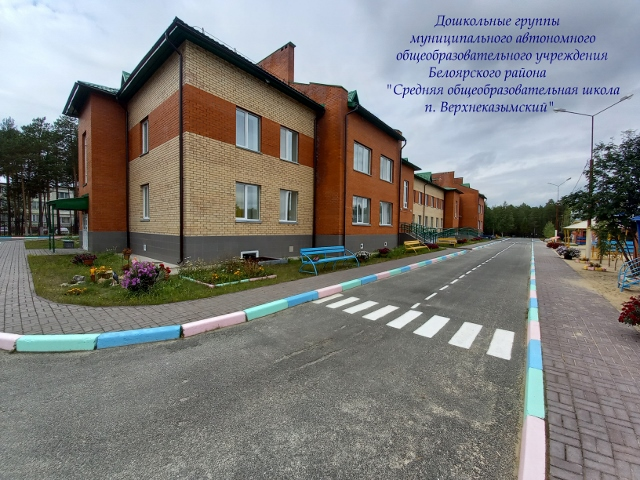 Дошкольные группы
муниципального автономного
общеобразовательного учреждения
Белоярского района
"Средняя общеобразовательная школа
п. Верхнеказымский"